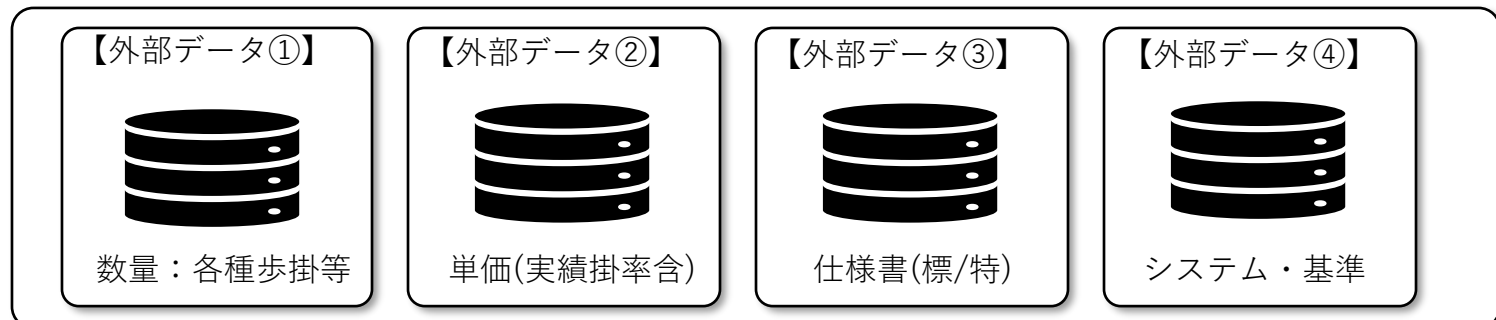 【外部データ①】
数量：各種歩掛等
【外部データ②】
単価(実績掛率含)
【外部データ③】
仕様書(標/特)
【外部データ④】
システム・基準